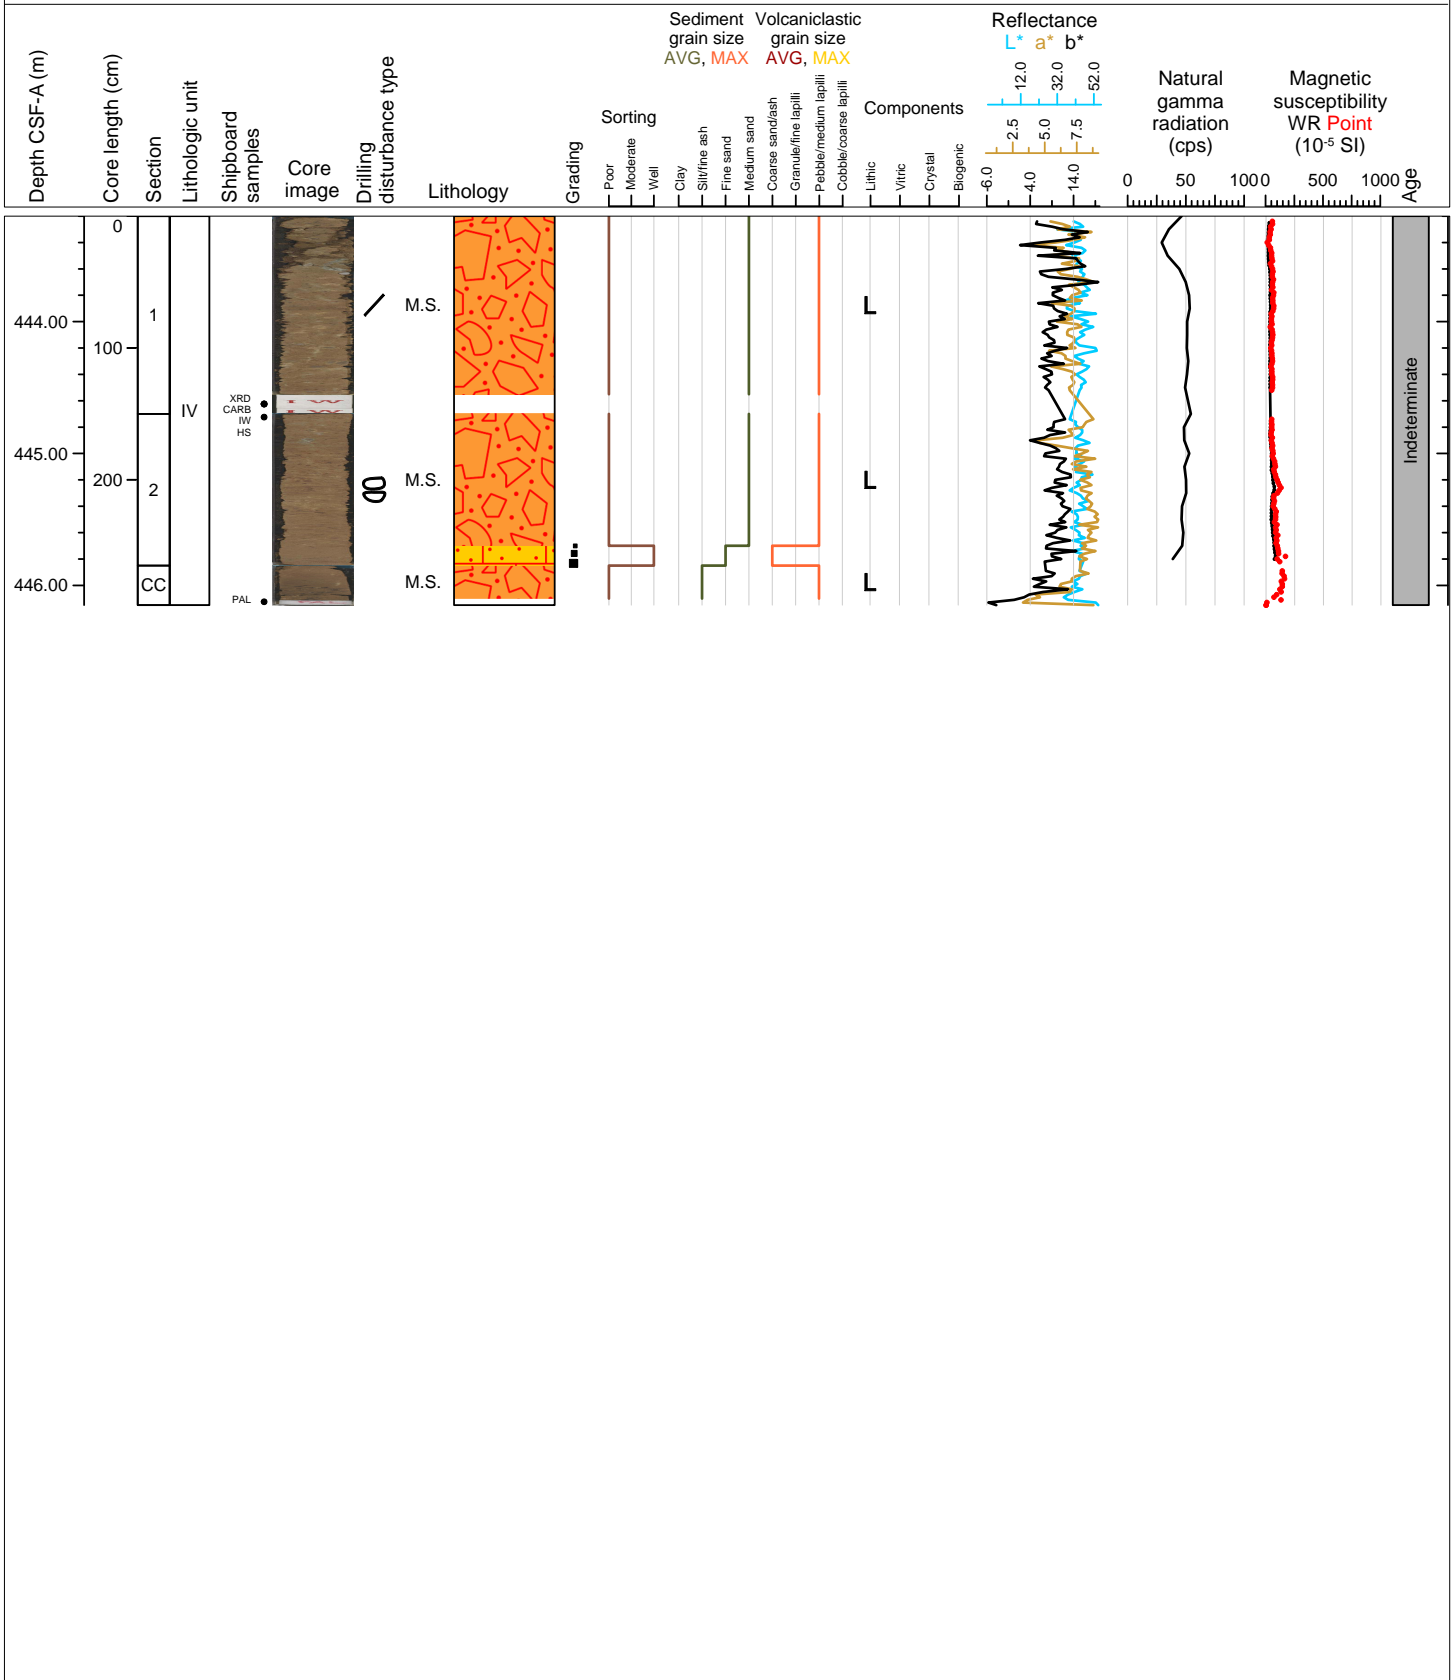 Depth CSF-A (m)
Core length (cm)
Section
Lithologic unit
Shipboard
samples
Core
image
Drilling
disturbance type
Lithology
Grading
Sorting
Poor
Moderate
Well
Sediment
grain size
AVG, MAX
Volcaniclastic
grain size
AVG, MAX
Clay
Silt/fine ash
Fine sand
Medium sand
Coarse sand/ash
Granule/fine lapilli
Pebble/medium lapilli
Cobble/coarse lapilli
Components
Lithic
Vitric
Crystal
Biogenic
Reflectance
L* a* b*
12.0 32.0 52.0
2.5 5.0 7.5
-6.0 4.0 14.0
Natural
gamma
radiation
(cps)
0 50 100
Magnetic
susceptibility
WR Point
(10-5 SI)
0 500 1000
Age
0
444.00
1
M.S.
L
100
XRD
CARB
IW
HS
IV
IW
IW
445.00
200
2
M.S.
L
446.00
CC
M.S.
L
PAL
Indeterminate